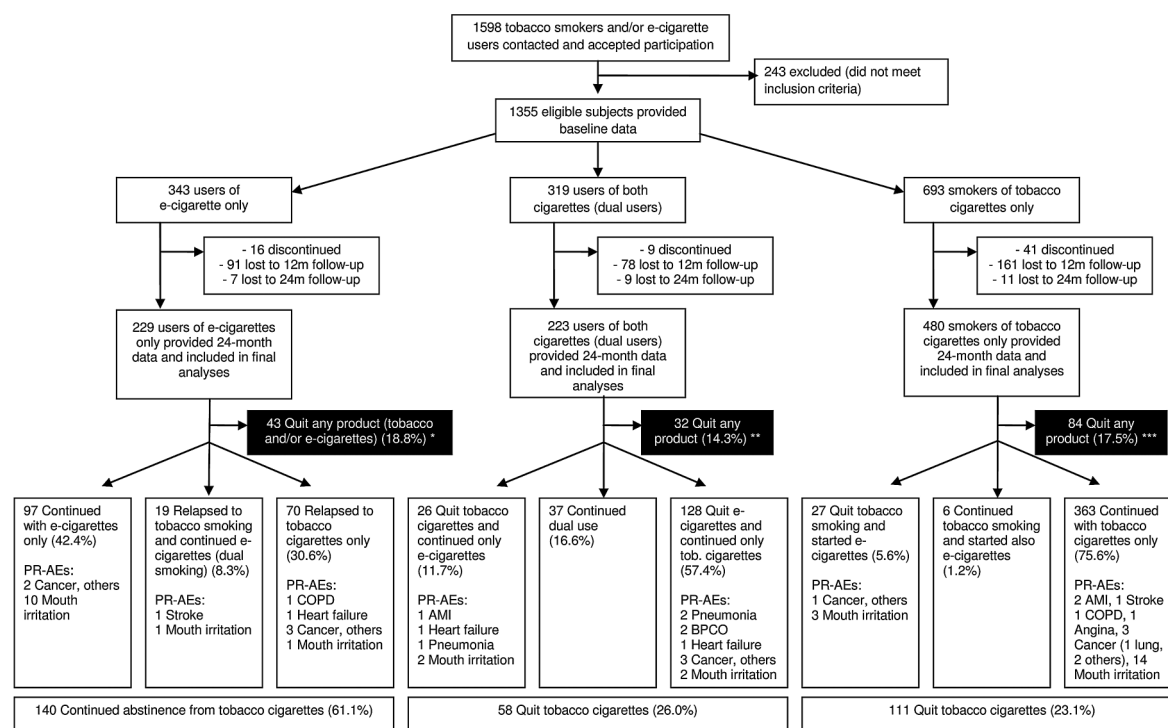 1598 tobacco smokers and/or e-cigarette
users contacted and accepted participation
243 excluded (did not meet
inclusion criteria)
1355 eligible subjects provided
baseline data
343 users of
e-cigarette only
319 users of both
cigarettes (dual users)
693 smokers of tobacco
cigarettes only
- 16 discontinued
- 91 lost to 12m follow-up
- 7 lost to 24m follow-up
- 9 discontinued
- 78 lost to 12m follow-up
- 9 lost to 24m follow-up
- 41 discontinued
- 161 lost to 12m follow-up
- 11 lost to 24m follow-up
229 users of e-cigarettes
only provided 24-month
data and included in final
analyses
223 users of both
cigarettes (dual users)
provided 24-month data
and included in final
analyses
480 smokers of tobacco
cigarettes only provided
24-month data and
included in final analyses
43 Quit any product (tobacco
and/or e-cigarettes) (18.8%) *
32 Quit any
product (14.3%) **
84 Quit any
product (17.5%) ***
97 Continued
with e-cigarettes
only (42.4%)
PR-AEs:
2 Cancer, others
10 Mouth
irritation
19 Relapsed to
tobacco smoking
and continued e-
cigarettes (dual
smoking) (8.3%)
PR-AEs:
1 Stroke
1 Mouth irritation
70 Relapsed to
tobacco
cigarettes only
(30.6%)
PR-AEs:
1 COPD
1 Heart failure
3 Cancer, others
1 Mouth irritation
26 Quit tobacco
cigarettes and
continued only
e-cigarettes
(11.7%)
PR-AEs:
1 AMI
1 Heart failure
1 Pneumonia
2 Mouth irritation
37 Continued
dual use
(16.6%)
128 Quit e-
cigarettes and
continued only
tob. cigarettes
(57.4%)
PR-AEs:
2 Pneumonia
2 BPCO
1 Heart failure
3 Cancer, others
2 Mouth irritation
27 Quit tobacco
smoking and
started e-
cigarettes (5.6%)
PR-AEs:
1 Cancer, others
3 Mouth irritation
6 Continued
tobacco smoking
and started also
e-cigarettes
(1.2%)
363 Continued
with tobacco
cigarettes only
(75.6%)
PR-AEs:
2 AMI, 1 Stroke
1 COPD, 1
Angina, 3
Cancer (1 lung,
2 others), 14
Mouth irritation
140 Continued abstinence from tobacco cigarettes (61.1%)
58 Quit tobacco cigarettes (26.0%)
111 Quit tobacco cigarettes (23.1%)